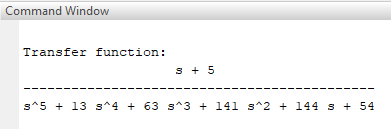 Command Window
Transfer function:
s + 5
---------------------------------------------
s^5 + 13 s^4 + 63 s^3 + 141 s^2 + 144 s + 54